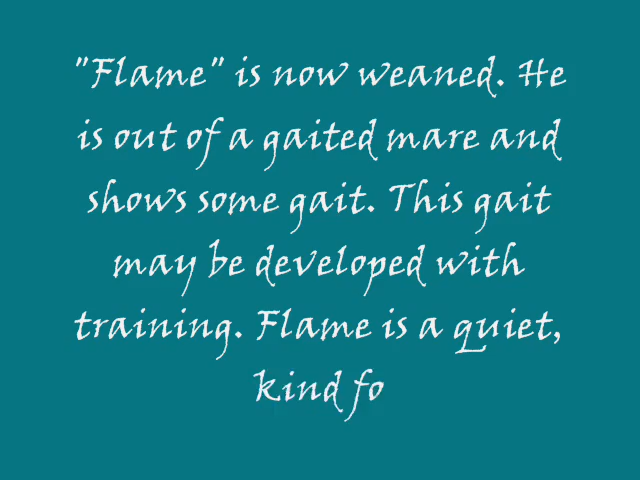 "Flame" is now weaned. He
is out of a gaited mare and
shows some gait. This gait
may be developed with
training. Flame is a quiet,
kind fo